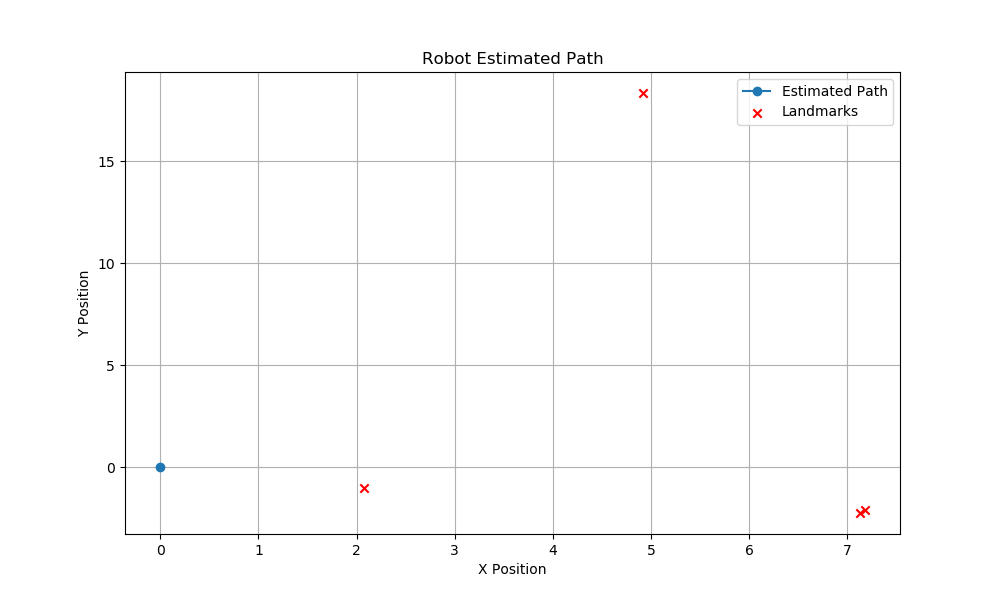 Robot Estimated Path
Estimated Path
Landmarks
15
10
5
0
Y Position
0 1 2 3 4 5 6 7
X Position